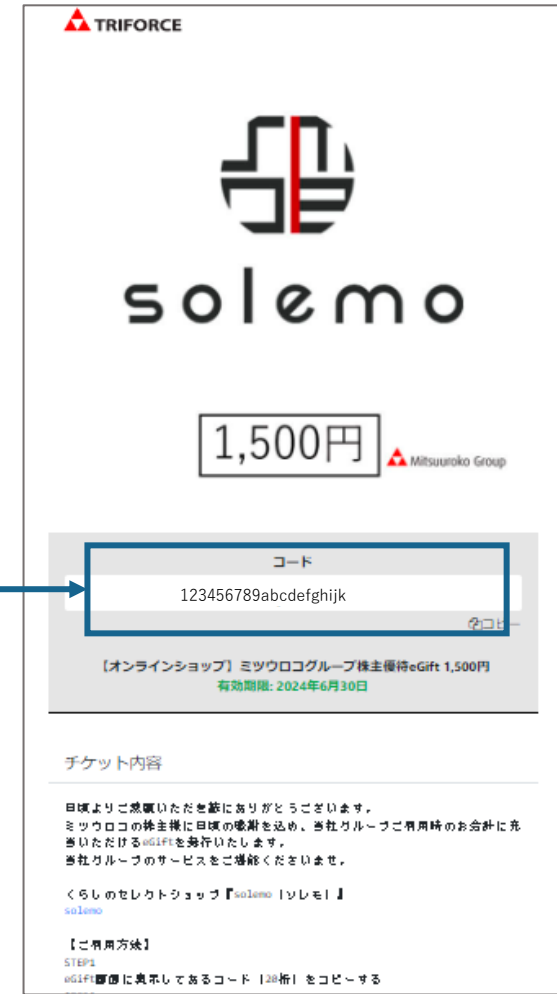 TRIFORCE
solemo
1,500円
Mitsuuroko Group
コード
123456789abcdefghijk
コピー
【オンラインショップ】ミツウロコグループ株主優待eGift 1,500円
有効期限: 2024年6月30日
チケット内容
日頃よりご愛顧いただき誠にありがとうございます。
ミツウロコの株主様に日頃の感謝を込め、当社グループご利用時のお会計に充
当いただけるeGiftを発行いたします。
当社グループのサービスをご堪能くださいませ。
くらしのセレクトショップ『solemo［ソレモ］』
solemo
【ご利用方法】
STEP1
eGift画面に表示してあるコード［20桁］をコピーする